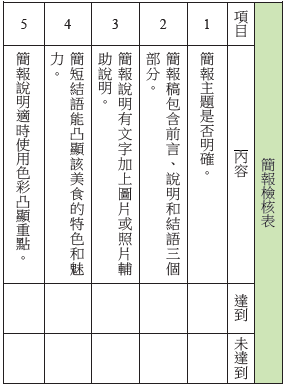 簡報檢核表
項目
內容
達到
未達到
1
簡報主題是否明確。
2
簡報稿包含前言、說明和結語三個
部分。
3
簡報說明有文字加上圖片或照片輔
助說明。
4
簡短結語能凸顯該美食的特色和魅
力。
5
簡報說明適時使用色彩凸顯重點。